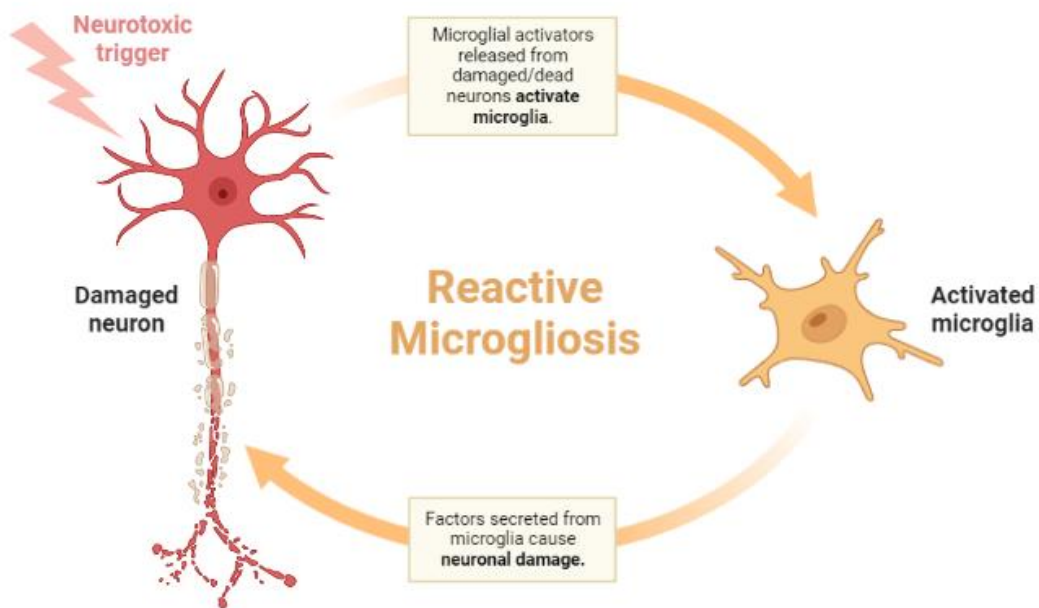 Neurotoxic
trigger
Microglial activators
released from
damaged/dead
neurons activate
microglia.
Damaged
neuron
Reactive
Microgliosis
Activated
microglia
Factors secreted from
microglia cause
neuronal damage.